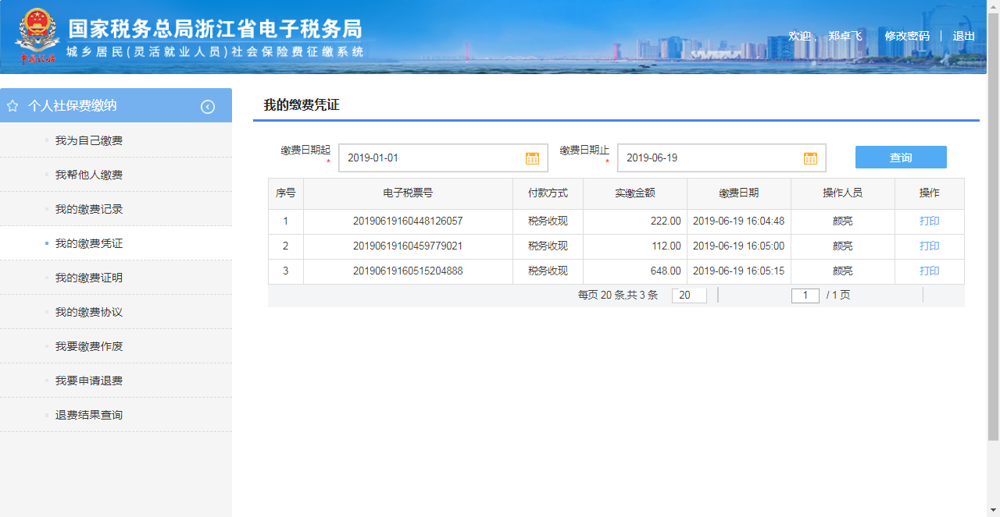 国家税务总局浙江省电子税务局
城乡居民(灵活就业人员)社会保险费征缴系统
欢迎， 郑卓飞 修改密码 | 退出
中国税务
个人社保费缴纳
我为自己缴费
我帮他人缴费
我的缴费记录
我的缴费凭证
我的缴费证明
我的缴费协议
我要缴费作废
我要申请退费
退费结果查询
我的缴费凭证
缴费日期起* 2019-01-01 缴费日期止* 2019-06-19 查询
序号 电子税票号 付款方式 实缴金额 缴费日期 操作人员 操作
1 20190619160448126057 税务收现 222.00 2019-06-19 16:04:48 颜亮 打印
2 20190619160459779021 税务收现 112.00 2019-06-19 16:05:00 颜亮 打印
3 20190619160515204888 税务收现 648.00 2019-06-19 16:05:15 颜亮 打印
每页 20 条,共 3 条 20 1 / 1 页